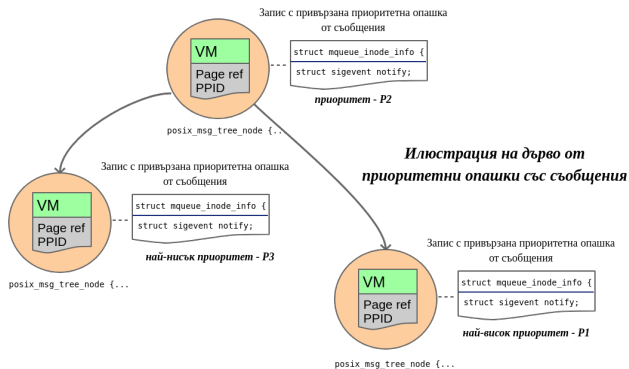 Запис с привързана приоритетна опашка
от съобщения
VM
Page ref
PPID
struct mqueue_inode_info {
struct sigevent notify;
приоритет - P2
posix_msg_tree_node {...
Илюстрация на дърво от
приоритетни опашки със съобщения
Запис с привързана приоритетна опашка
от съобщения
VM
Page ref
PPID
struct mqueue_inode_info {
struct sigevent notify;
най-нисък приоритет - P3
posix_msg_tree_node {...
Запис с привързана приоритетна опашка
от съобщения
VM
Page ref
PPID
struct mqueue_inode_info {
struct sigevent notify;
най-висок приоритет - P1
posix_msg_tree_node {...